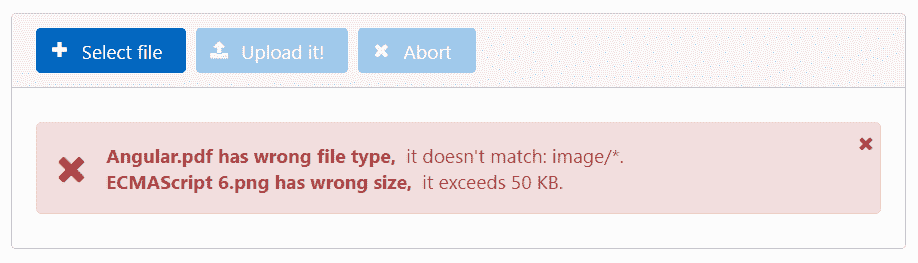 Select file Upload it! Abort
Angular.pdf has wrong file type, it doesn't match: image/*.
ECMAScript 6.png has wrong size, it exceeds 50 KB.